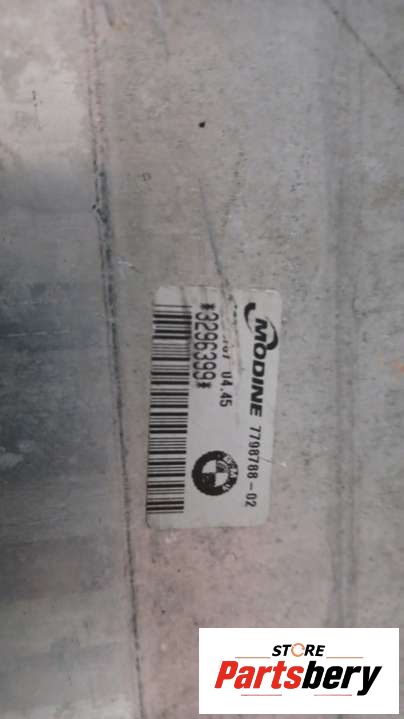 MODINE 7798788-02
04.45
*3296399*
BMW
STORE
Partsbery